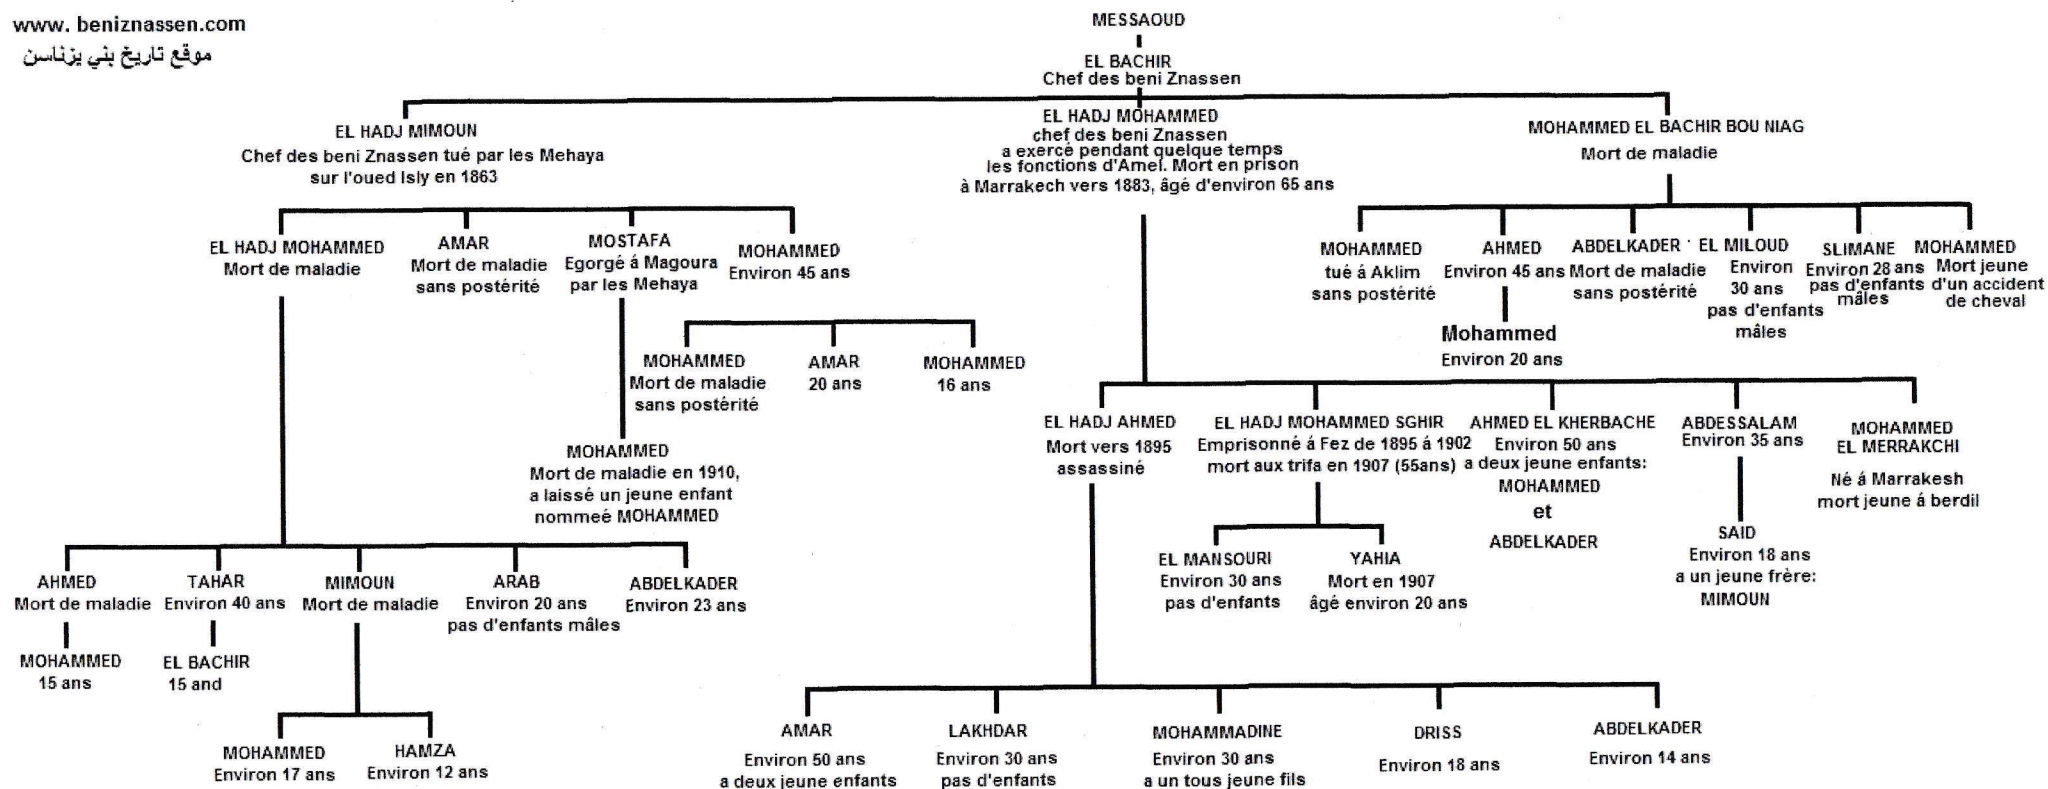 www. beniznassen.com
موقع تاريخ بني يزناسن
MESSAOUD
EL BACHIR
Chef des beni Znassen
EL HADJ MIMOUN
Chef des beni Znassen tué par les Mehaya
sur l'oued Isly en 1863
EL HADJ MOHAMMED
chef des beni Znassen
a exercé pendant quelque temps
les fonctions d'Amel. Mort en prison
à Marrakech vers 1883, âgé d'environ 65 ans
MOHAMMED EL BACHIR BOU NIAG
Mort de maladie
EL HADJ MOHAMMED
Mort de maladie
AMAR
Mort de maladie
sans postérité
MOSTAFA
Egorgé á Magoura
par les Mehaya
MOHAMMED
Environ 45 ans
MOHAMMED
tué á Aklim
sans postérité
AHMED
Environ 45 ans
ABDELKADER
Mort de maladie
sans postérité
EL MILOUD
Environ
30 ans
pas d'enfants
mâles
SLIMANE
Environ 28 ans
pas d'enfants
mâles
MOHAMMED
Mort jeune
d'un accident
de cheval
Mohammed
Environ 20 ans
MOHAMMED
Mort de maladie
sans postérité
AMAR
20 ans
MOHAMMED
16 ans
MOHAMMED
Mort de maladie en 1910,
a laissé un jeune enfant
nommeé MOHAMMED
EL HADJ AHMED
Mort vers 1895
assassiné
EL HADJ MOHAMMED SGHIR
Emprisonné á Fez de 1895 á 1902
mort aux trifa en 1907 (55ans)
AHMED EL KHERBACHE
Environ 50 ans
a deux jeune enfants:
MOHAMMED
et
ABDELKADER
ABDESSALAM
Environ 35 ans
MOHAMMED
EL MERRAKCHI
Né á Marrakesh
mort jeune á berdil
EL MANSOURI
Environ 30 ans
pas d'enfants
YAHIA
Mort en 1907
âgé environ 20 ans
SAID
Environ 18 ans
a un jeune frère:
MIMOUN
AHMED
Mort de maladie
TAHAR
Environ 40 ans
MIMOUN
Mort de maladie
ARAB
Environ 20 ans
pas d'enfants mâles
ABDELKADER
Environ 23 ans
MOHAMMED
15 ans
EL BACHIR
15 and
MOHAMMED
Environ 17 ans
HAMZA
Environ 12 ans
AMAR
Environ 50 ans
a deux jeune enfants
LAKHDAR
Environ 30 ans
pas d'enfants
MOHAMMADINE
Environ 30 ans
a un tous jeune fils
DRISS
Environ 18 ans
ABDELKADER
Environ 14 ans